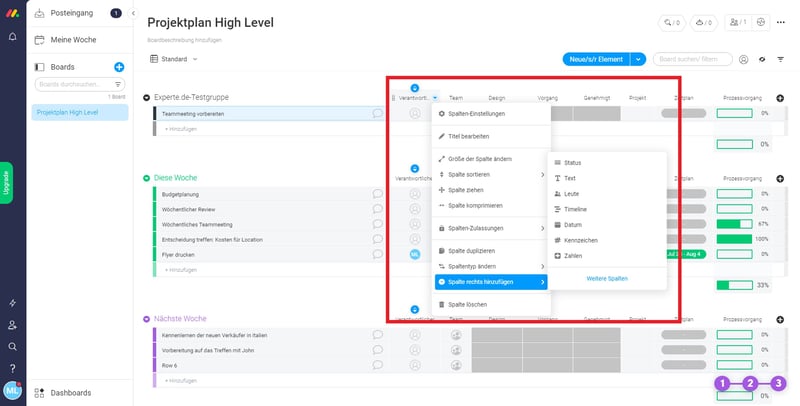 Posteingang 1
Meine Woche
Boards
Boards durchsuchen...
1 Board
Projektplan High Level
Upgrade
ML
Dashboards
Projektplan High Level
Boardbeschreibung hinzufügen
/ 0
/ 0
/ 1
Standard
Neue/s/r Element
Board suchen/ filtern
Experte.de-Testgruppe
Verantwortl... Team Design Vorgang Genehmigt Projekt Zeitplan Prozessvorgang
Teammeeting vorbereiten 0%
+ Hinzufügen
0%
Spalten-Einstellungen
Titel bearbeiten
Größe der Spalte ändern
Spalte sortieren
Spalte ziehen
Spalte komprimieren
Spalten-Zulassungen
Spalte duplizieren
Spaltentyp ändern
Spalte rechts hinzufügen
Spalte löschen
Status
Text
Leute
Timeline
Datum
Kennzeichen
Zahlen
Weitere Spalten
Diese Woche
Verantwortlicher Prozessvorgang
Budgetplanung 0%
Wöchentlicher Review 0%
Wöchentliches Teammeeting 67%
Entscheidung treffen: Kosten für Location 100%
Flyer drucken ML Aug 4 0%
+ Hinzufügen
33%
Nächste Woche
Verantwortlicher Team Design Vorgang Genehmigt Projekt Zeitplan Prozessvorgang
Kennenlernen der neuen Verkäufer in Italien 0%
Vorbereitung auf das Treffen mit John 0%
Row 6 0%
+ Hinzufügen
1 2 3
0%